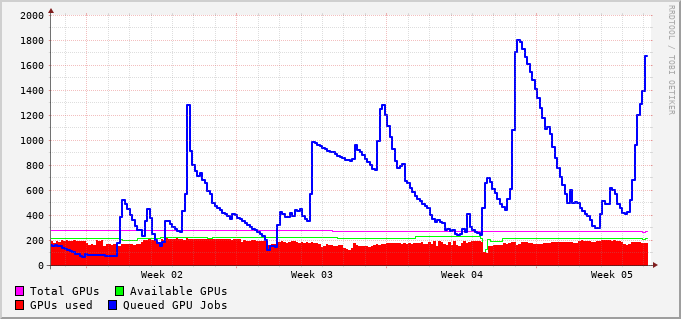 2000
1800
1600
1400
1200
1000
800
600
400
200
0
Week 02 Week 03 Week 04 Week 05
Total GPUs Available GPUs
GPUs used Queued GPU Jobs
RRDTOOL / TOBI OETIKER